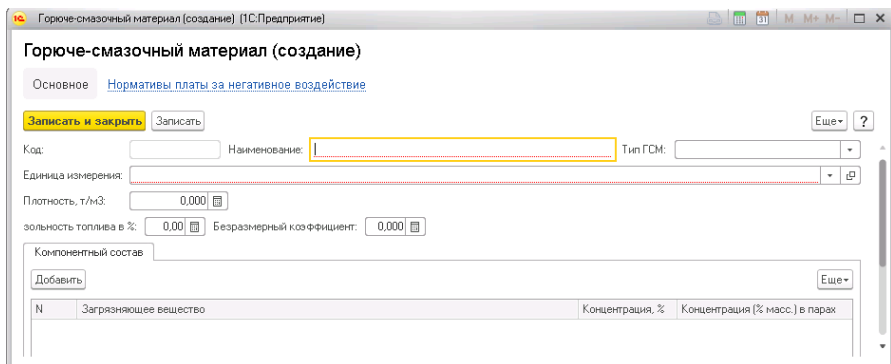 1С Горюче-смазочный материал (создание) (1С:Предприятие) 31 M M+ M-
Горюче-смазочный материал (создание)
Основное Нормативы платы за негативное воздействие
Записать и закрыть Записать Еще ?
Код: Наименование: Тип ГСМ:
Единица измерения:
Плотность, т/м3: 0,000
зольность топлива в %: 0,00 Безразмерный коэффициент: 0,000
Компонентный состав
Добавить Еще
N Загрязняющее вещество Концентрация, % Концентрация (% масс.) в парах